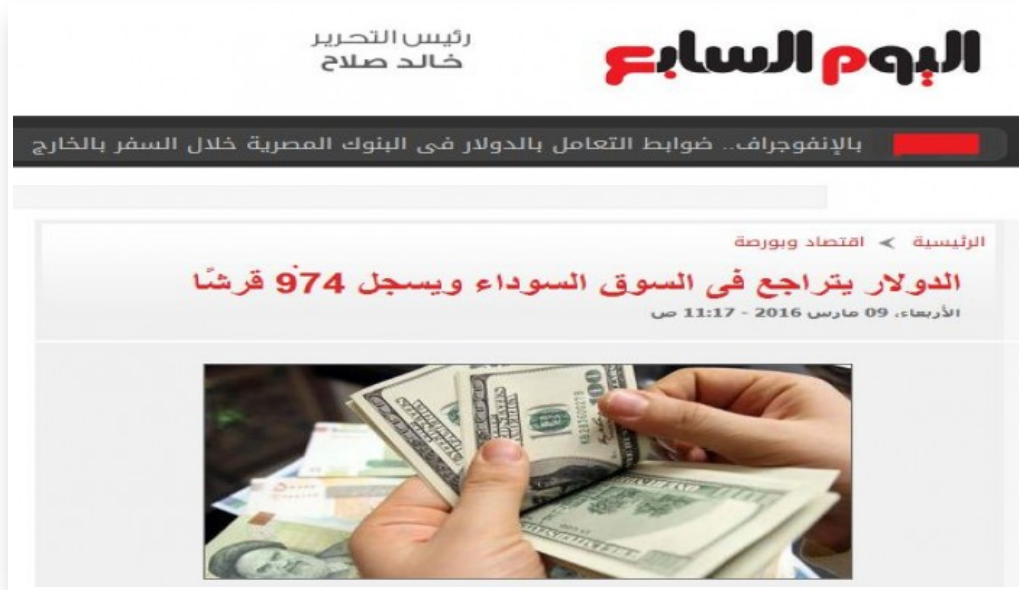 اليوم السابع
رئيس التحرير
خالد صلاح
بالإنفوجراف.. ضوابط التعامل بالدولار فى البنوك المصرية خلال السفر بالخارج
الرئيسية > اقتصاد وبورصة
الدولار يتراجع فى السوق السوداء ويسجل 974 قرشًا
الأربعاء، 09 مارس 2016 - 11:17 ص
100